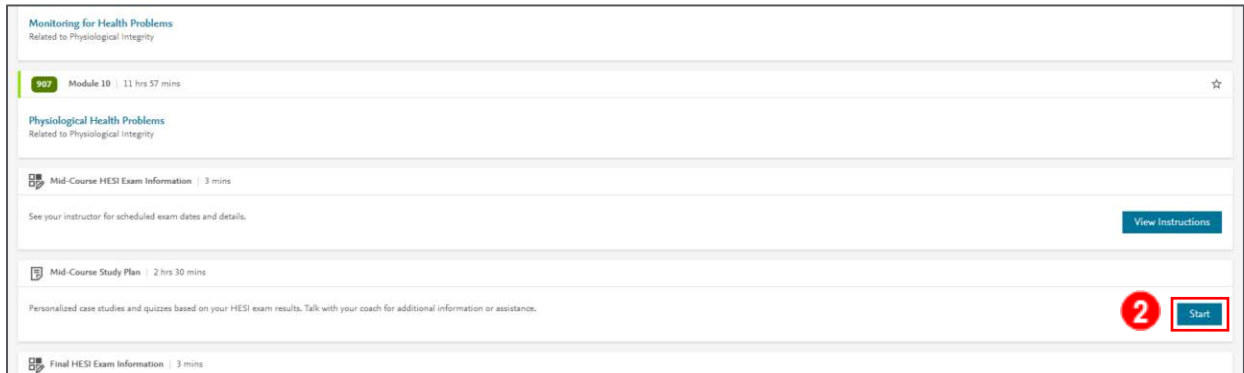 Monitoring for Health Problems
Related to Physiological Integrity
907 Module 10 | 11 hrs 57 mins
Physiological Health Problems
Related to Physiological Integrity
Mid-Course HESI Exam Information | 3 mins
See your instructor for scheduled exam dates and details.
View Instructions
Mid-Course Study Plan | 2 hrs 30 mins
Personalized case studies and quizzes based on your HESI exam results. Talk with your coach for additional information or assistance.
2 Start
Final HESI Exam Information | 3 mins